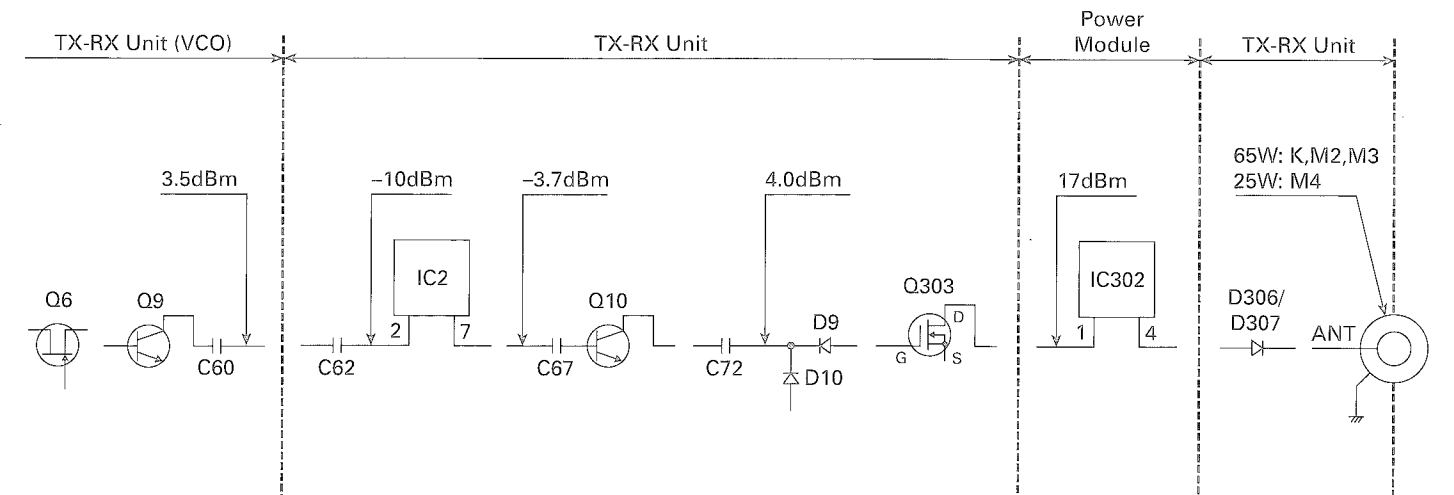 TX-RX Unit (VCO)
TX-RX Unit
Power
Module
TX-RX Unit
3.5dBm
–10dBm
–3.7dBm
4.0dBm
17dBm
65W: K,M2,M3
25W: M4
Q6
Q9
C60
C62
IC2
2
7
C67
Q10
C72
D9
D10
Q303
D
G
S
IC302
1
4
D306/
D307
ANT